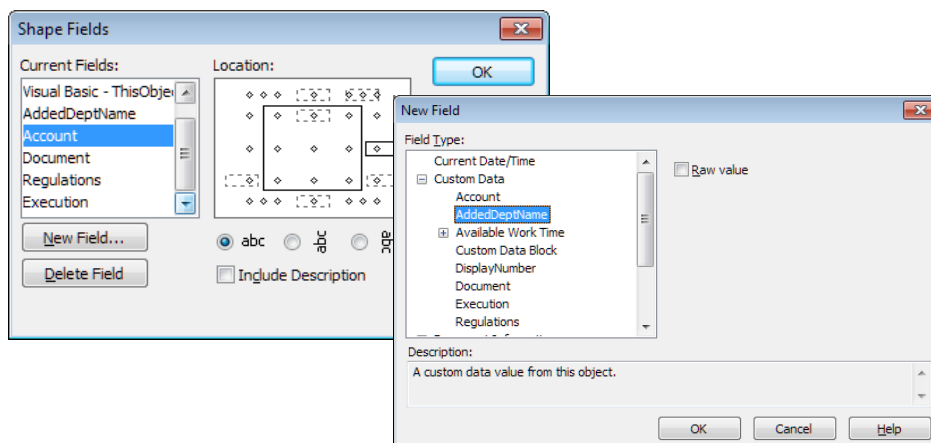 Shape Fields
Current Fields:
Location:
OK
Visual Basic - ThisObje
AddedDeptName
Account
Document
Regulations
Execution
New Field...
Delete Field
abc
abc
abc
Include Description
New Field
Field Type:
Current Date/Time
Custom Data
Account
AddedDeptName
Available Work Time
Custom Data Block
DisplayNumber
Document
Execution
Regulations
Raw value
Description:
A custom data value from this object.
OK
Cancel
Help